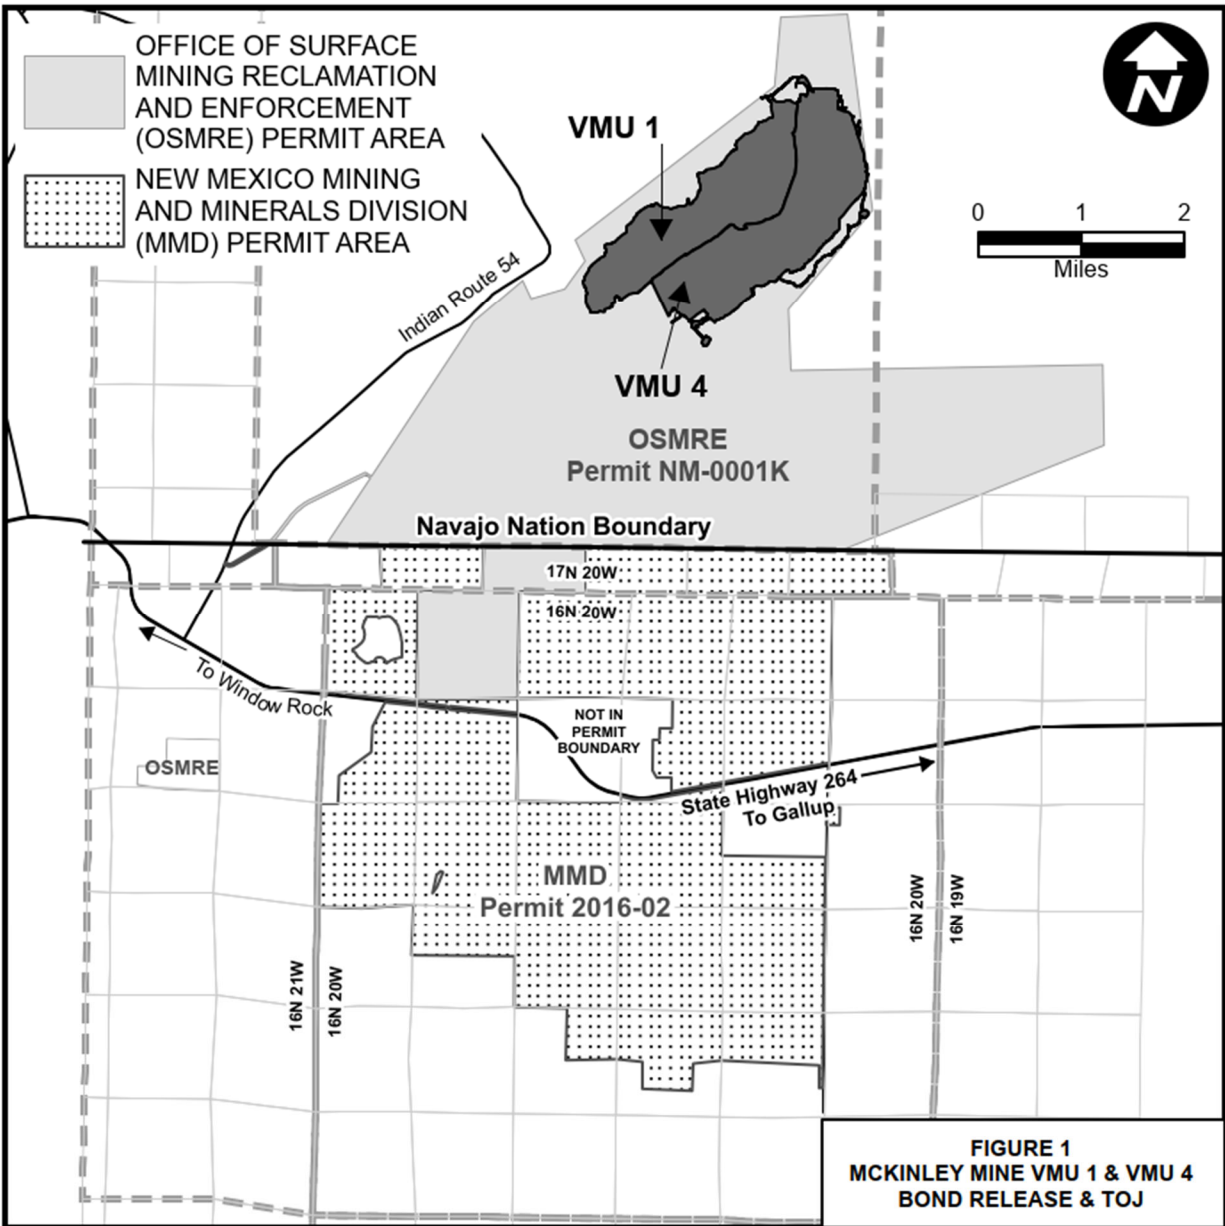 OFFICE OF SURFACE
MINING RECLAMATION
AND ENFORCEMENT
(OSMRE) PERMIT AREA
NEW MEXICO MINING
AND MINERALS DIVISION
(MMD) PERMIT AREA
N
0 1 2
Miles
VMU 1
VMU 4
Indian Route 54
OSMRE
Permit NM-0001K
Navajo Nation Boundary
17N 20W
16N 20W
To Window Rock
NOT IN
PERMIT
BOUNDARY
OSMRE
State Highway 264
To Gallup
MMD
Permit 2016-02
16N 20W
16N 19W
16N 21W
16N 20W
FIGURE 1
MCKINLEY MINE VMU 1 & VMU 4
BOND RELEASE & TOJ